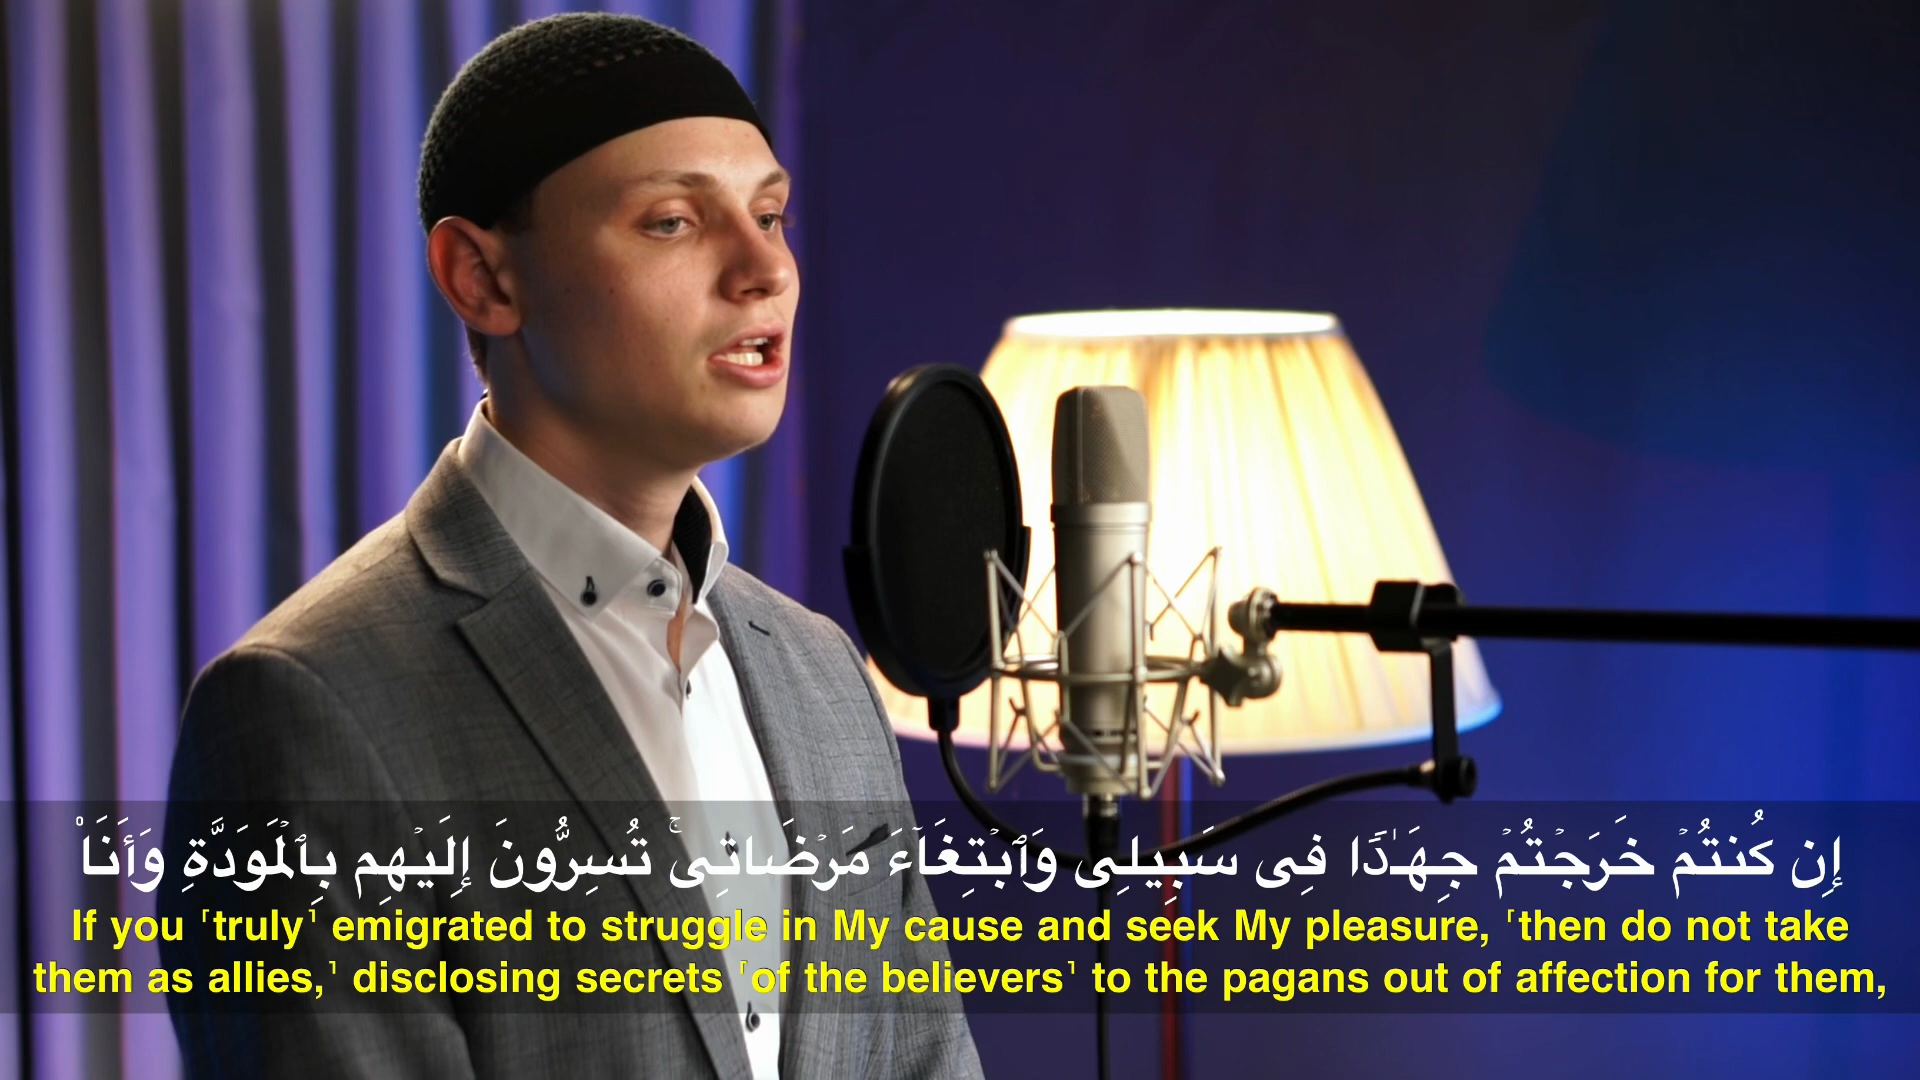 إِن كُنتُمْ خَرَجْتُمْ جِهَـٰدًا فِى سَبِيلِى وَٱبْتِغَآءَ مَرْضَاتِى ۚ تُسِرُّونَ إِلَيْهِم بِٱلْمَوَدَّةِ وَأَنَا۠
If you ˹truly˺ emigrated to struggle in My cause and seek My pleasure, ˹then do not take
them as allies,˺ disclosing secrets ˹of the believers˺ to the pagans out of affection for them,